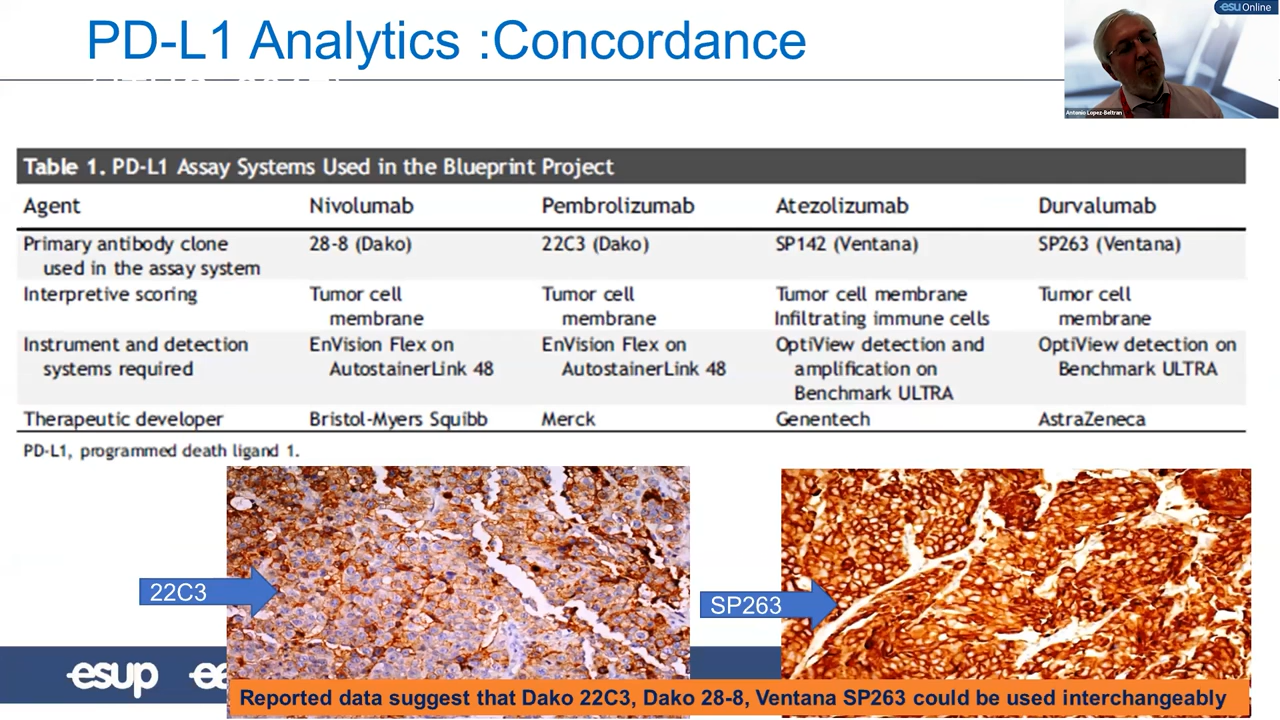 PD-L1 Analytics :Concordance
esu Online
Antonio Lopez-Beltran
Table 1. PD-L1 Assay Systems Used in the Blueprint Project
Agent Nivolumab Pembrolizumab Atezolizumab Durvalumab
Primary antibody clone 28-8 (Dako) 22C3 (Dako) SP142 (Ventana) SP263 (Ventana)
used in the assay system
Interpretive scoring Tumor cell Tumor cell Tumor cell membrane Tumor cell
membrane membrane Infiltrating immune cells membrane
Instrument and detection EnVision Flex on EnVision Flex on OptiView detection and OptiView detection on
systems required AutostainerLink 48 AutostainerLink 48 amplification on Benchmark ULTRA
Benchmark ULTRA
Therapeutic developer Bristol-Myers Squibb Merck Genentech AstraZeneca
PD-L1, programmed death ligand 1.
22C3
SP263
esup
Reported data suggest that Dako 22C3, Dako 28-8, Ventana SP263 could be used interchangeably